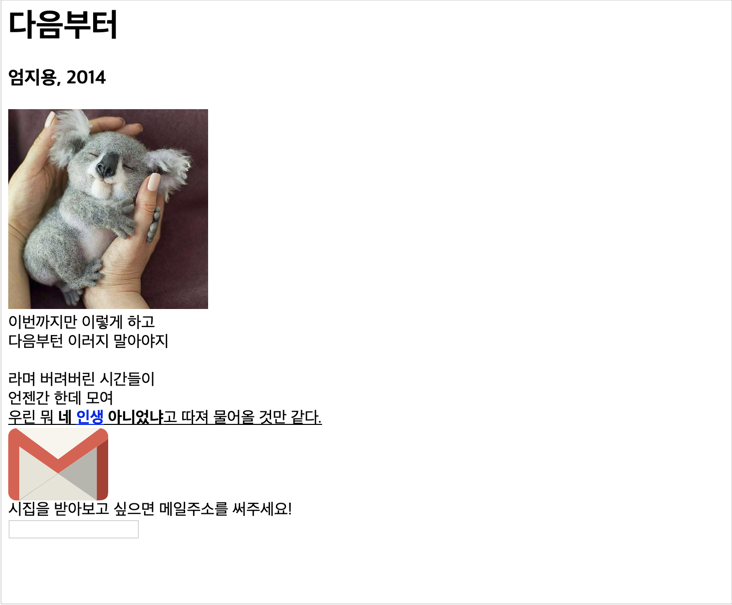 다음부터
엄지용, 2014
이번까지만 이렇게 하고
다음부턴 이러지 말아야지
라며 버려버린 시간들이
언젠간 한데 모여
우린 뭐 네 인생 아니었냐고 따져 물어올 것만 같다.
시집을 받아보고 싶으면 메일주소를 써주세요!